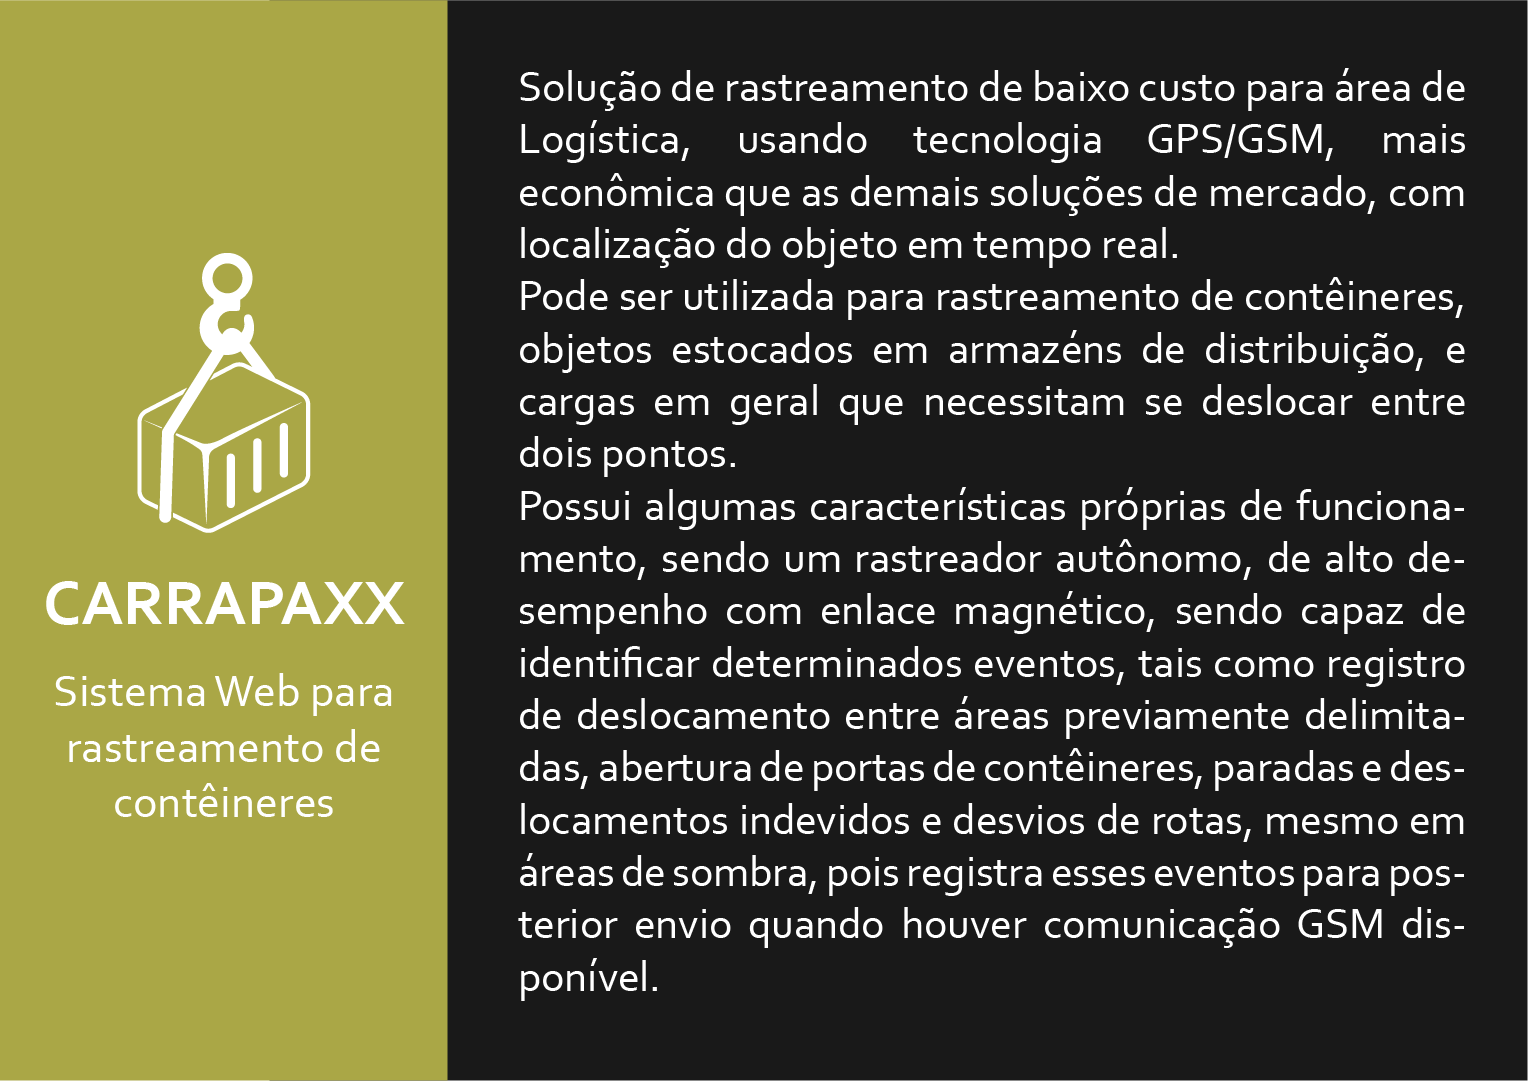 CARRAPAXX
Sistema Web para
rastreamento de
contêineres
Solução de rastreamento de baixo custo para área de
Logística, usando tecnologia GPS/GSM, mais
econômica que as demais soluções de mercado, com
localização do objeto em tempo real.
Pode ser utilizada para rastreamento de contêineres,
objetos estocados em armazéns de distribuição, e
cargas em geral que necessitam se deslocar entre
dois pontos.
Possui algumas características próprias de funciona-
mento, sendo um rastreador autônomo, de alto de-
sempenho com enlace magnético, sendo capaz de
identificar determinados eventos, tais como registro
de deslocamento entre áreas previamente delimita-
das, abertura de portas de contêineres, paradas e des-
locamentos indevidos e desvios de rotas, mesmo em
áreas de sombra, pois registra esses eventos para pos-
terior envio quando houver comunicação GSM dis-
ponível.